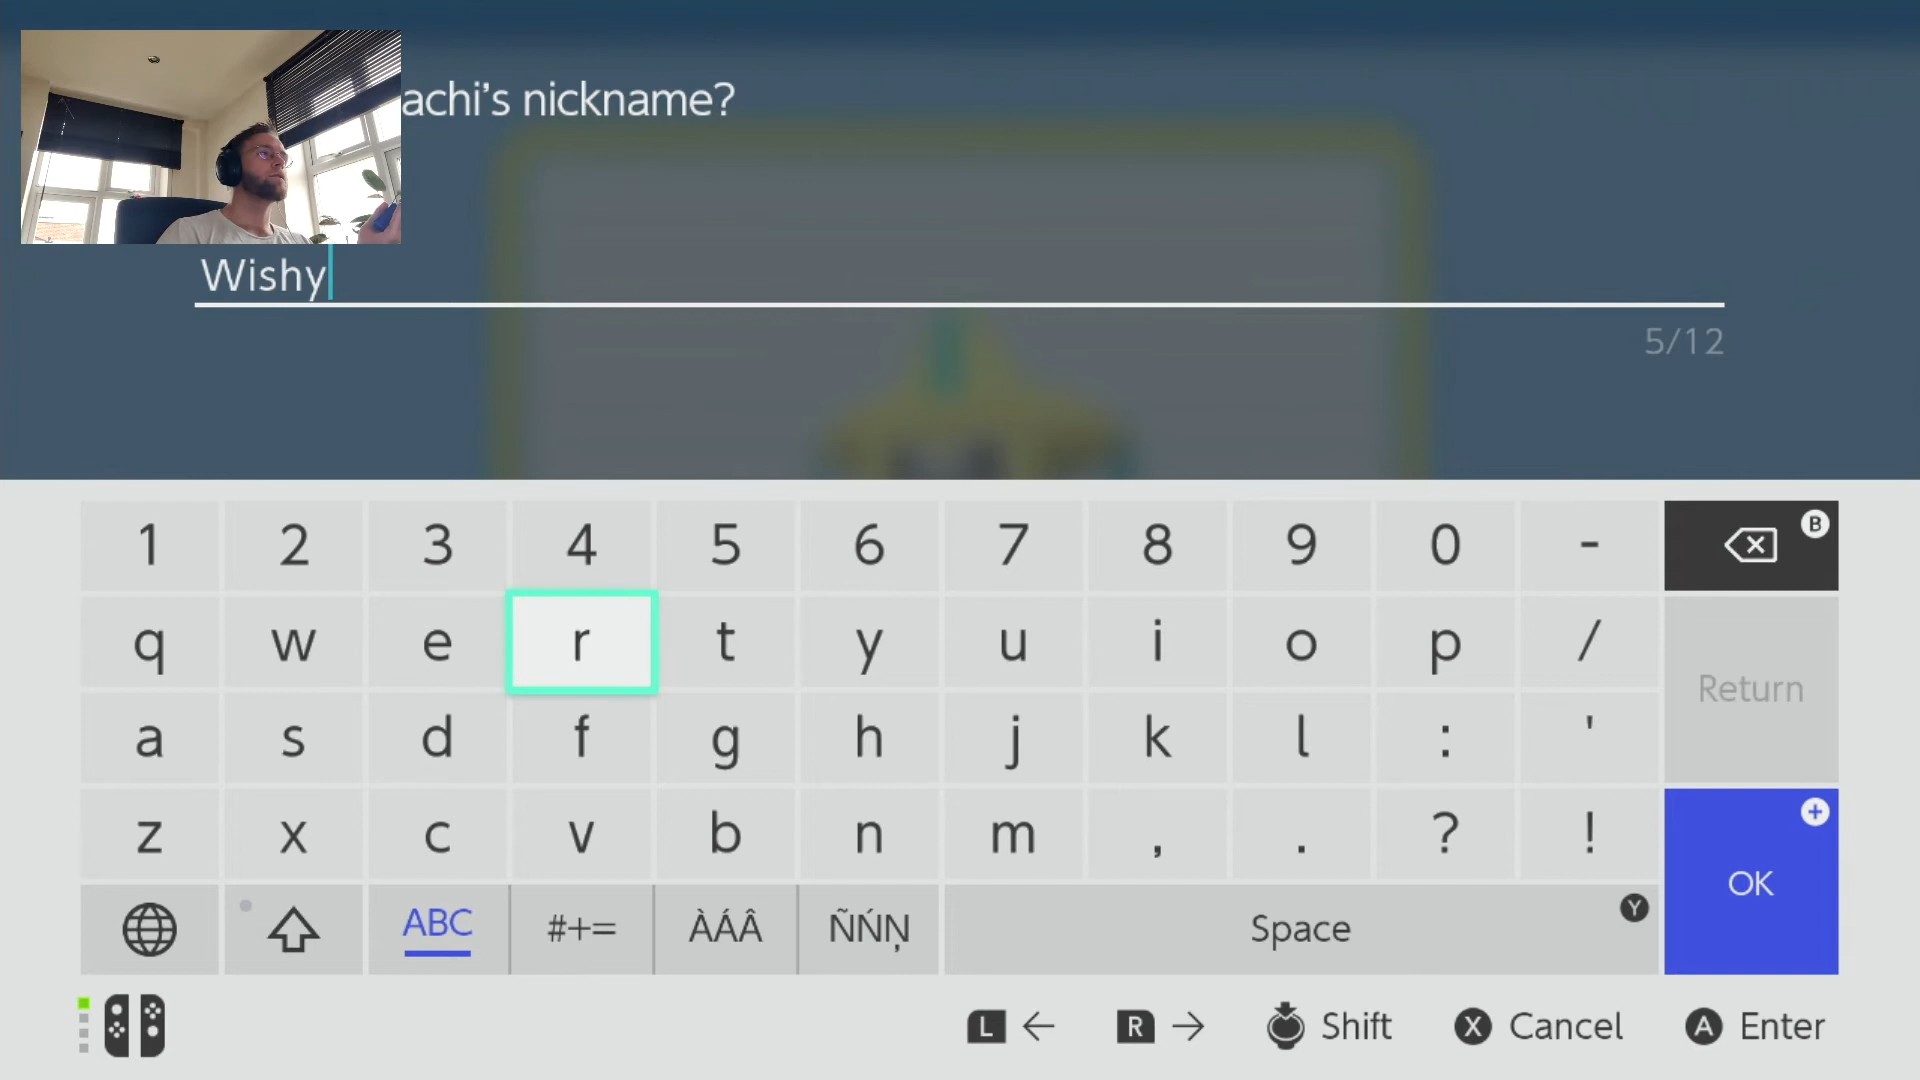 achi's nickname?
Wishy
5/12
1 2 3 4 5 6 7 8 9 0 - B
q w e r t y u i o p /
Return
a s d f g h j k l : '
z x c v b n m , . ? ! +
OK
ABC #+= ÀÁÂ ÑŃŅ Space Y
L ← R → Shift X Cancel A Enter